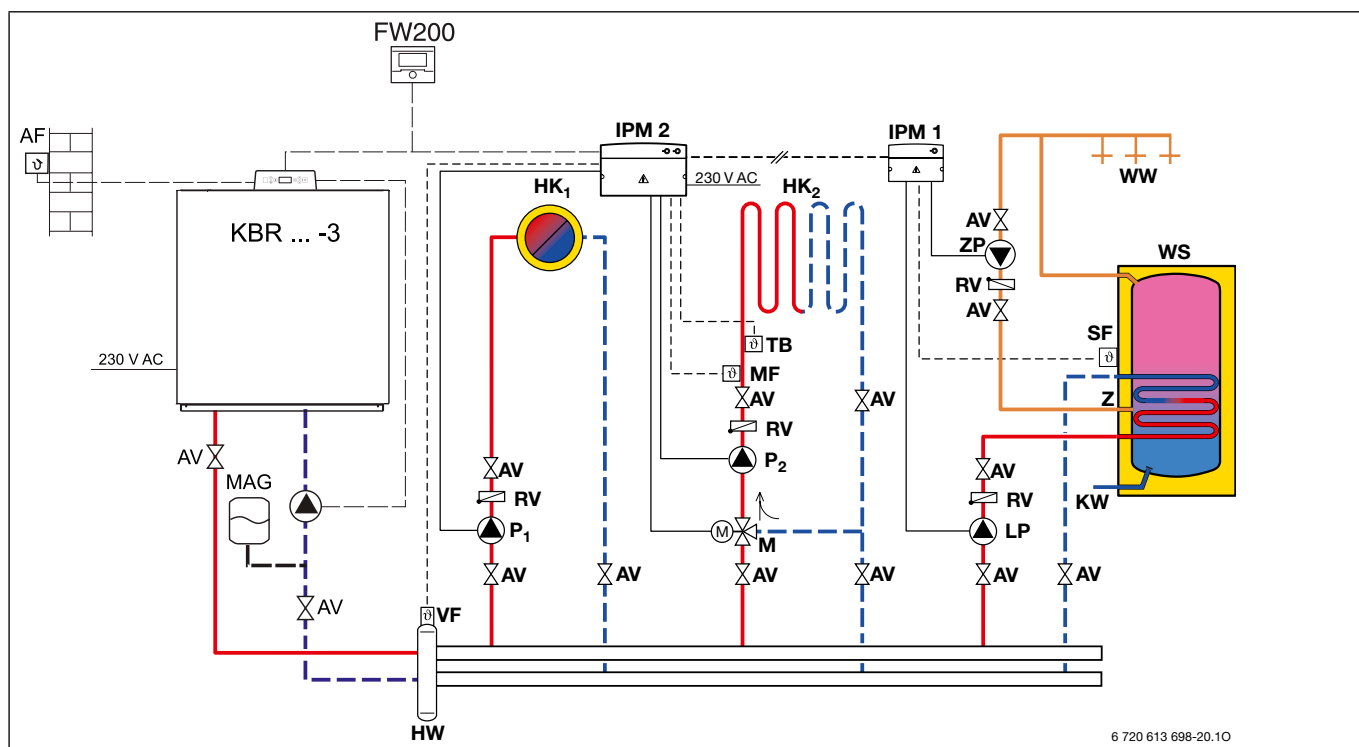 FW200
AF
ϑ
IPM 2
IPM 1
230 V AC
HK1
HK2
WW
KBR ... -3
AV
ZP
RV
AV
WS
SF
ϑ
ϑ TB
ϑ MF
230 V AC
AV
AV
Z
RV
P2
AV
MAG
AV
RV
P1
AV
RV
LP
KW
M
M
AV
AV
AV
AV
AV
AV
AV
ϑ VF
HW
6 720 613 698-20.1O